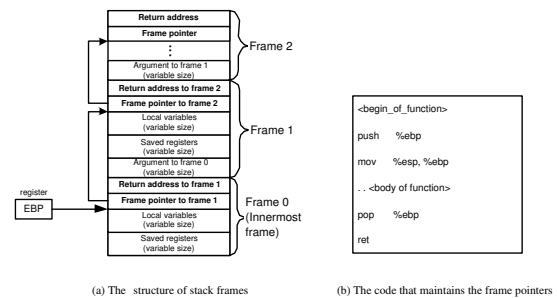 Return address
Frame pointer
Frame 2
Argument to frame 1
(variable size)
Return address to frame 2
Frame pointer to frame 2
Local variables
(variable size)
Frame 1
Saved registers
(variable size)
Argument to frame 0
(variable size)
Return address to frame 1
register
EBP
Frame pointer to frame 1
Frame 0
(Innermost
frame)
Local variables
(variable size)
Saved registers
(variable size)
(a) The structure of stack frames
<begin_of_function>
push %ebp
mov %esp, %ebp
. . <body of function>
pop %ebp
ret
(b) The code that maintains the frame pointers